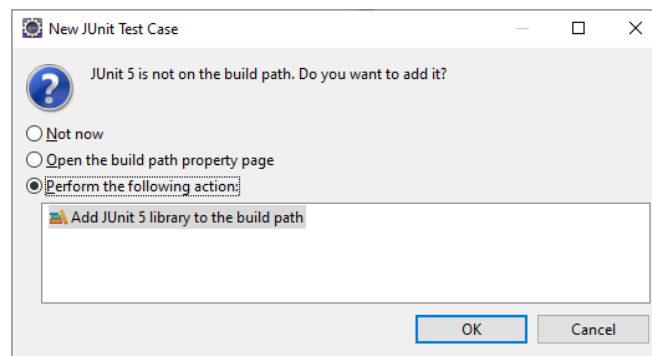 New JUnit Test Case
JUnit 5 is not on the build path. Do you want to add it?
Not now
Open the build path property page
Perform the following action:
Add JUnit 5 library to the build path
OK
Cancel